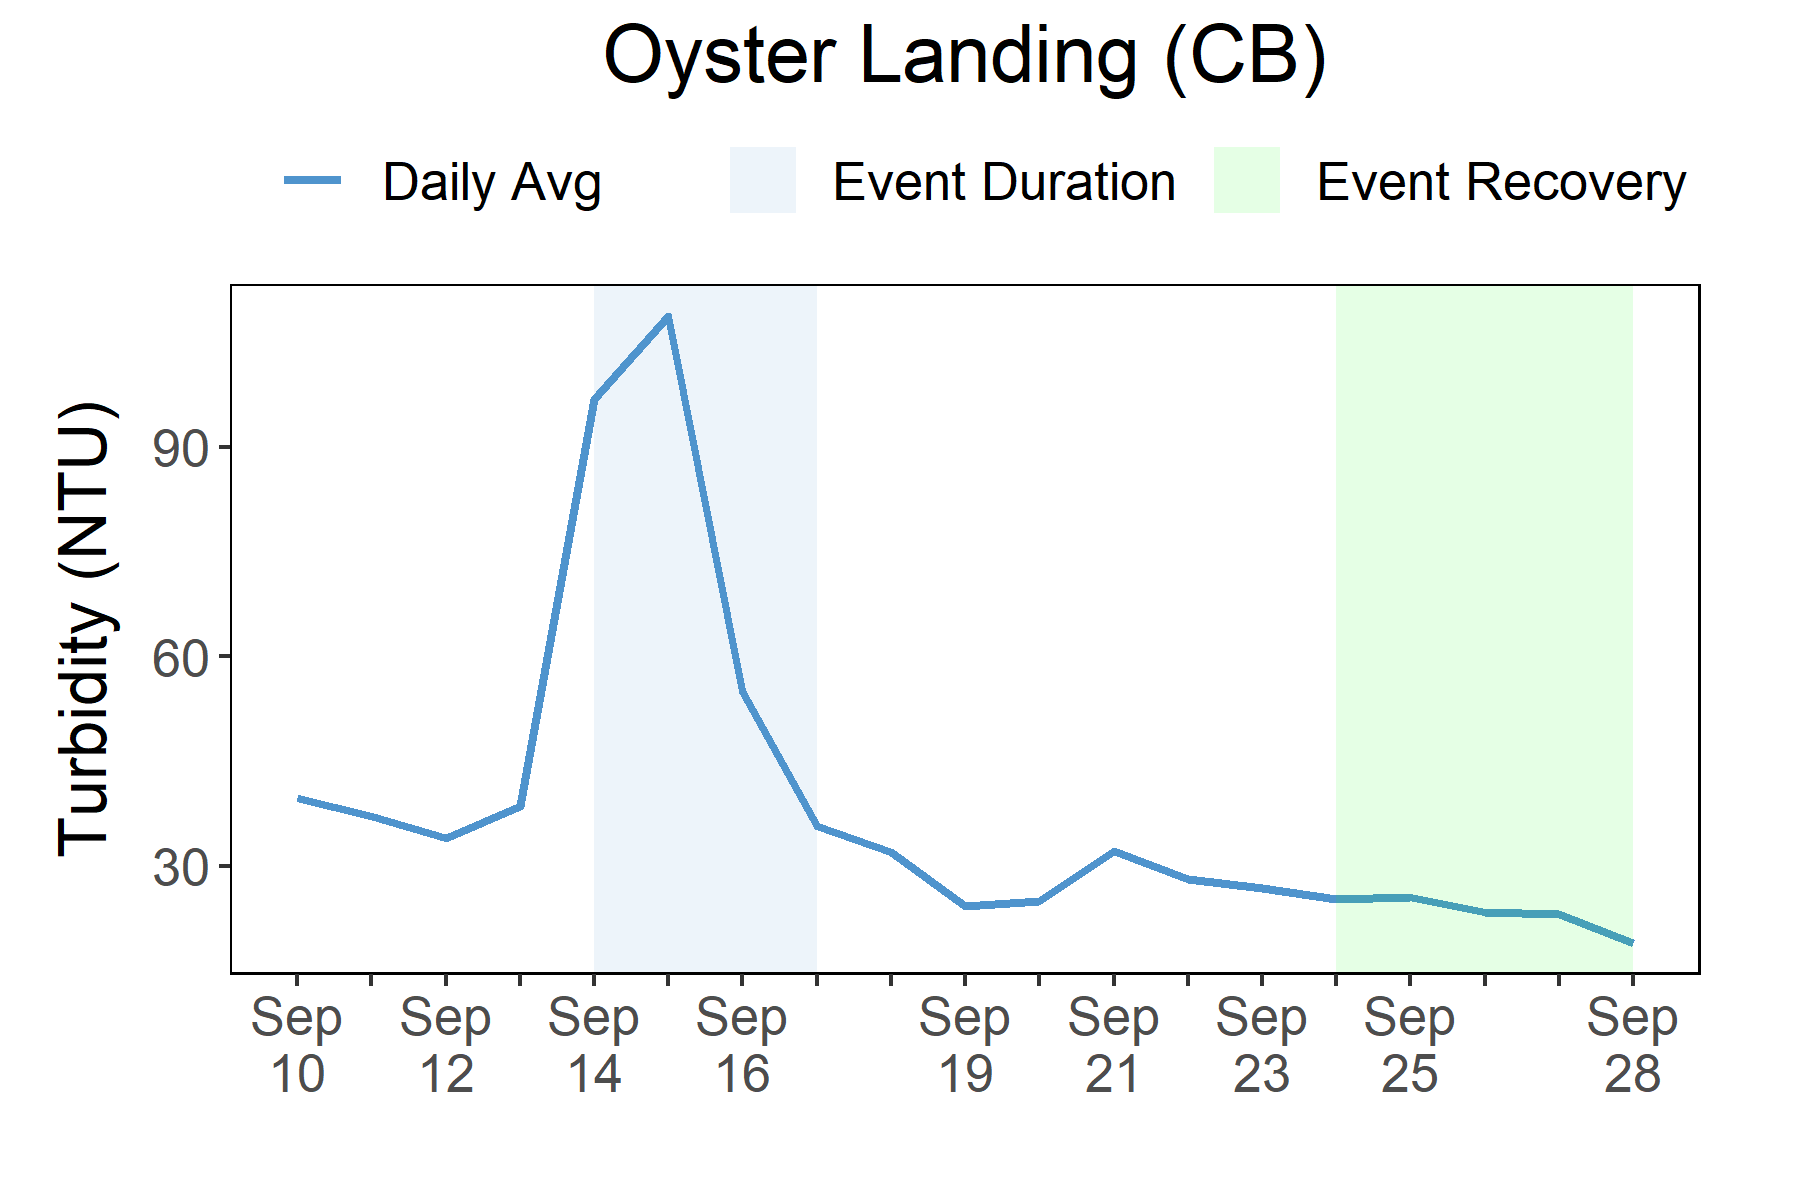 Oyster Landing (CB)
Daily Avg
Event Duration
Event Recovery
Turbidity (NTU)
90
60
30
Sep
10
Sep
12
Sep
14
Sep
16
Sep
19
Sep
21
Sep
23
Sep
25
Sep
28